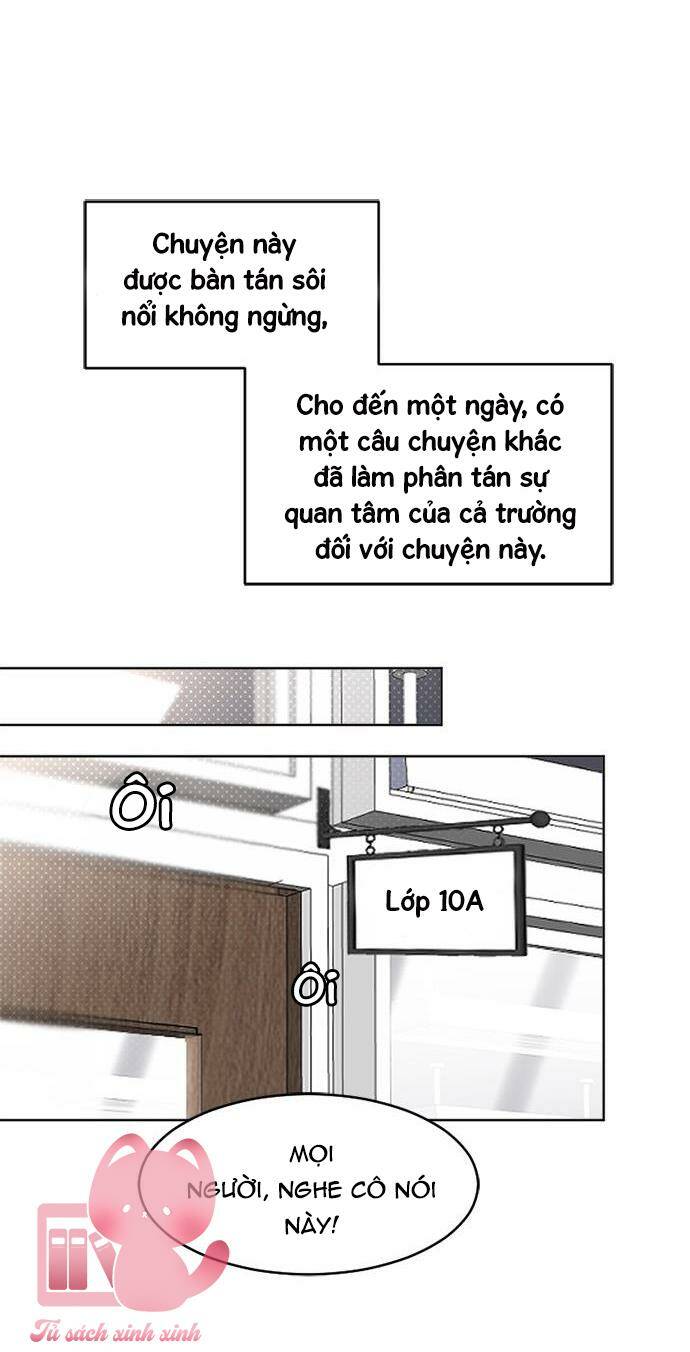 Chuyện này
được bàn tán sôi
nổi không ngừng,
Cho đến một ngày, có
một câu chuyện khác
đã làm phân tán sự
quan tâm của cả trường
đối với chuyện này.
Ôi
Lớp 10A
Ôi
MỌI
NGƯỜI, NGHE CÔ NÓI
NÀY!
Tủ sách xinh xinh